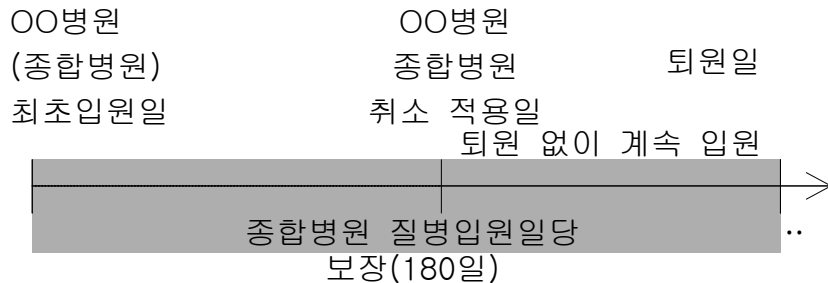 OO병원
(종합병원)
최초입원일
OO병원
종합병원
취소 적용일
퇴원일
퇴원 없이 계속 입원
종합병원 질병입원일당
보장(180일)
..